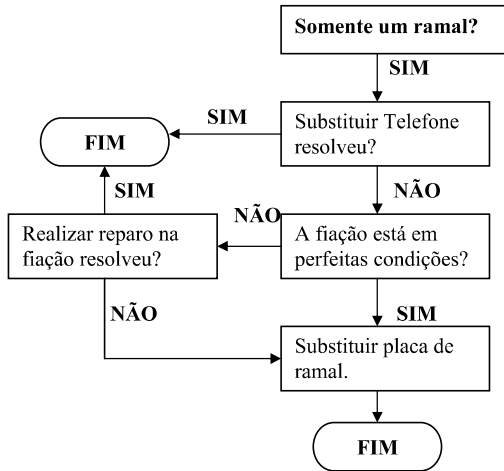 Somente um ramal?
SIM
SIM
Substituir Telefone
resolveu?
FIM
SIM
NÃO
NÃO
Realizar reparo na
fiação resolveu?
A fiação está em
perfeitas condições?
NÃO
SIM
Substituir placa de
ramal.
FIM